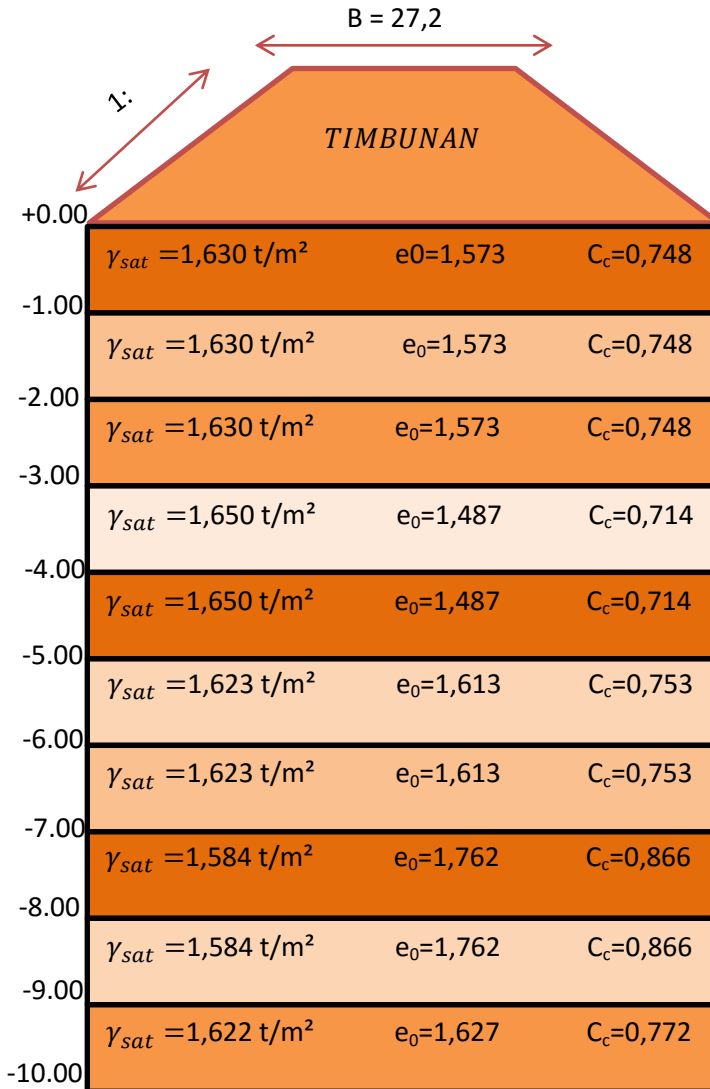 B = 27,2
1:
TIMBUNAN
+0.00
γsat =1,630 t/m² e0=1,573 Cc=0,748
-1.00
γsat =1,630 t/m² e₀=1,573 Cc=0,748
-2.00
γsat =1,630 t/m² e₀=1,573 Cc=0,748
-3.00
γsat =1,650 t/m² e₀=1,487 Cc=0,714
-4.00
γsat =1,650 t/m² e₀=1,487 Cc=0,714
-5.00
γsat =1,623 t/m² e₀=1,613 Cc=0,753
-6.00
γsat =1,623 t/m² e₀=1,613 Cc=0,753
-7.00
γsat =1,584 t/m² e₀=1,762 Cc=0,866
-8.00
γsat =1,584 t/m² e₀=1,762 Cc=0,866
-9.00
γsat =1,622 t/m² e₀=1,627 Cc=0,772
-10.00